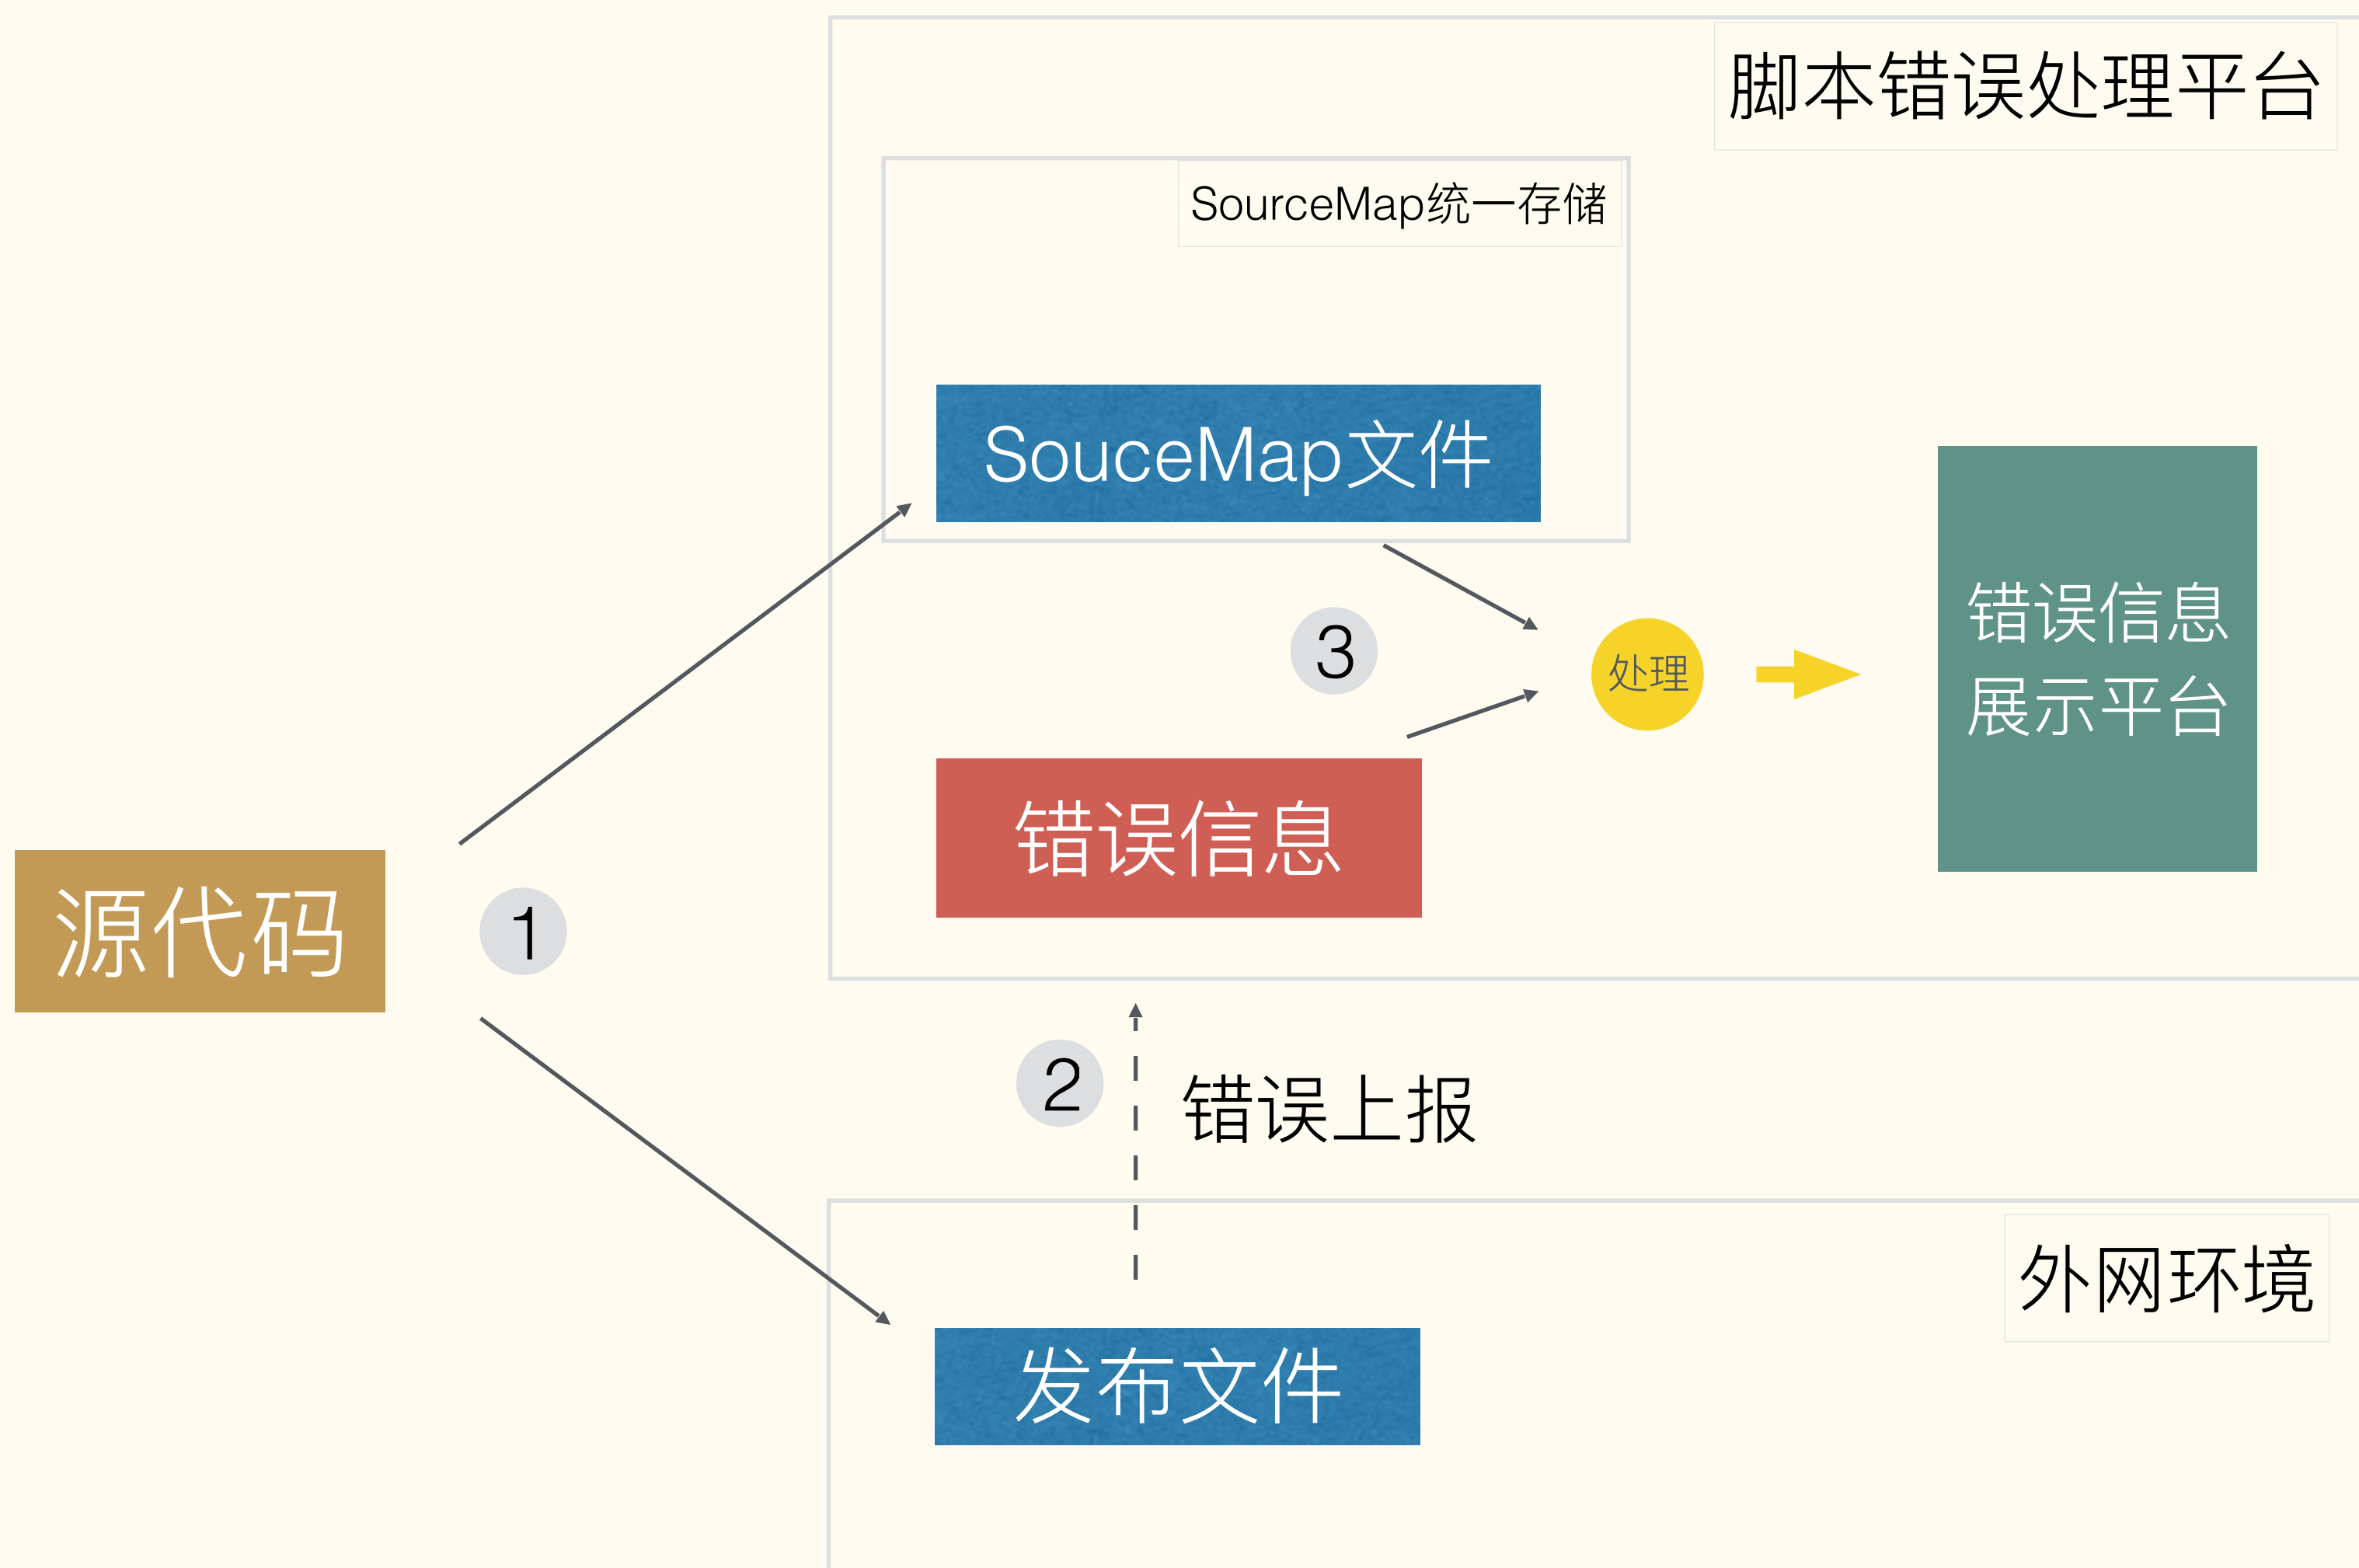 脚本错误处理平台
SourceMap统一存储
SouceMap文件
3
处理
错误信息
展示平台
错误信息
源代码
1
2
错误上报
外网环境
发布文件